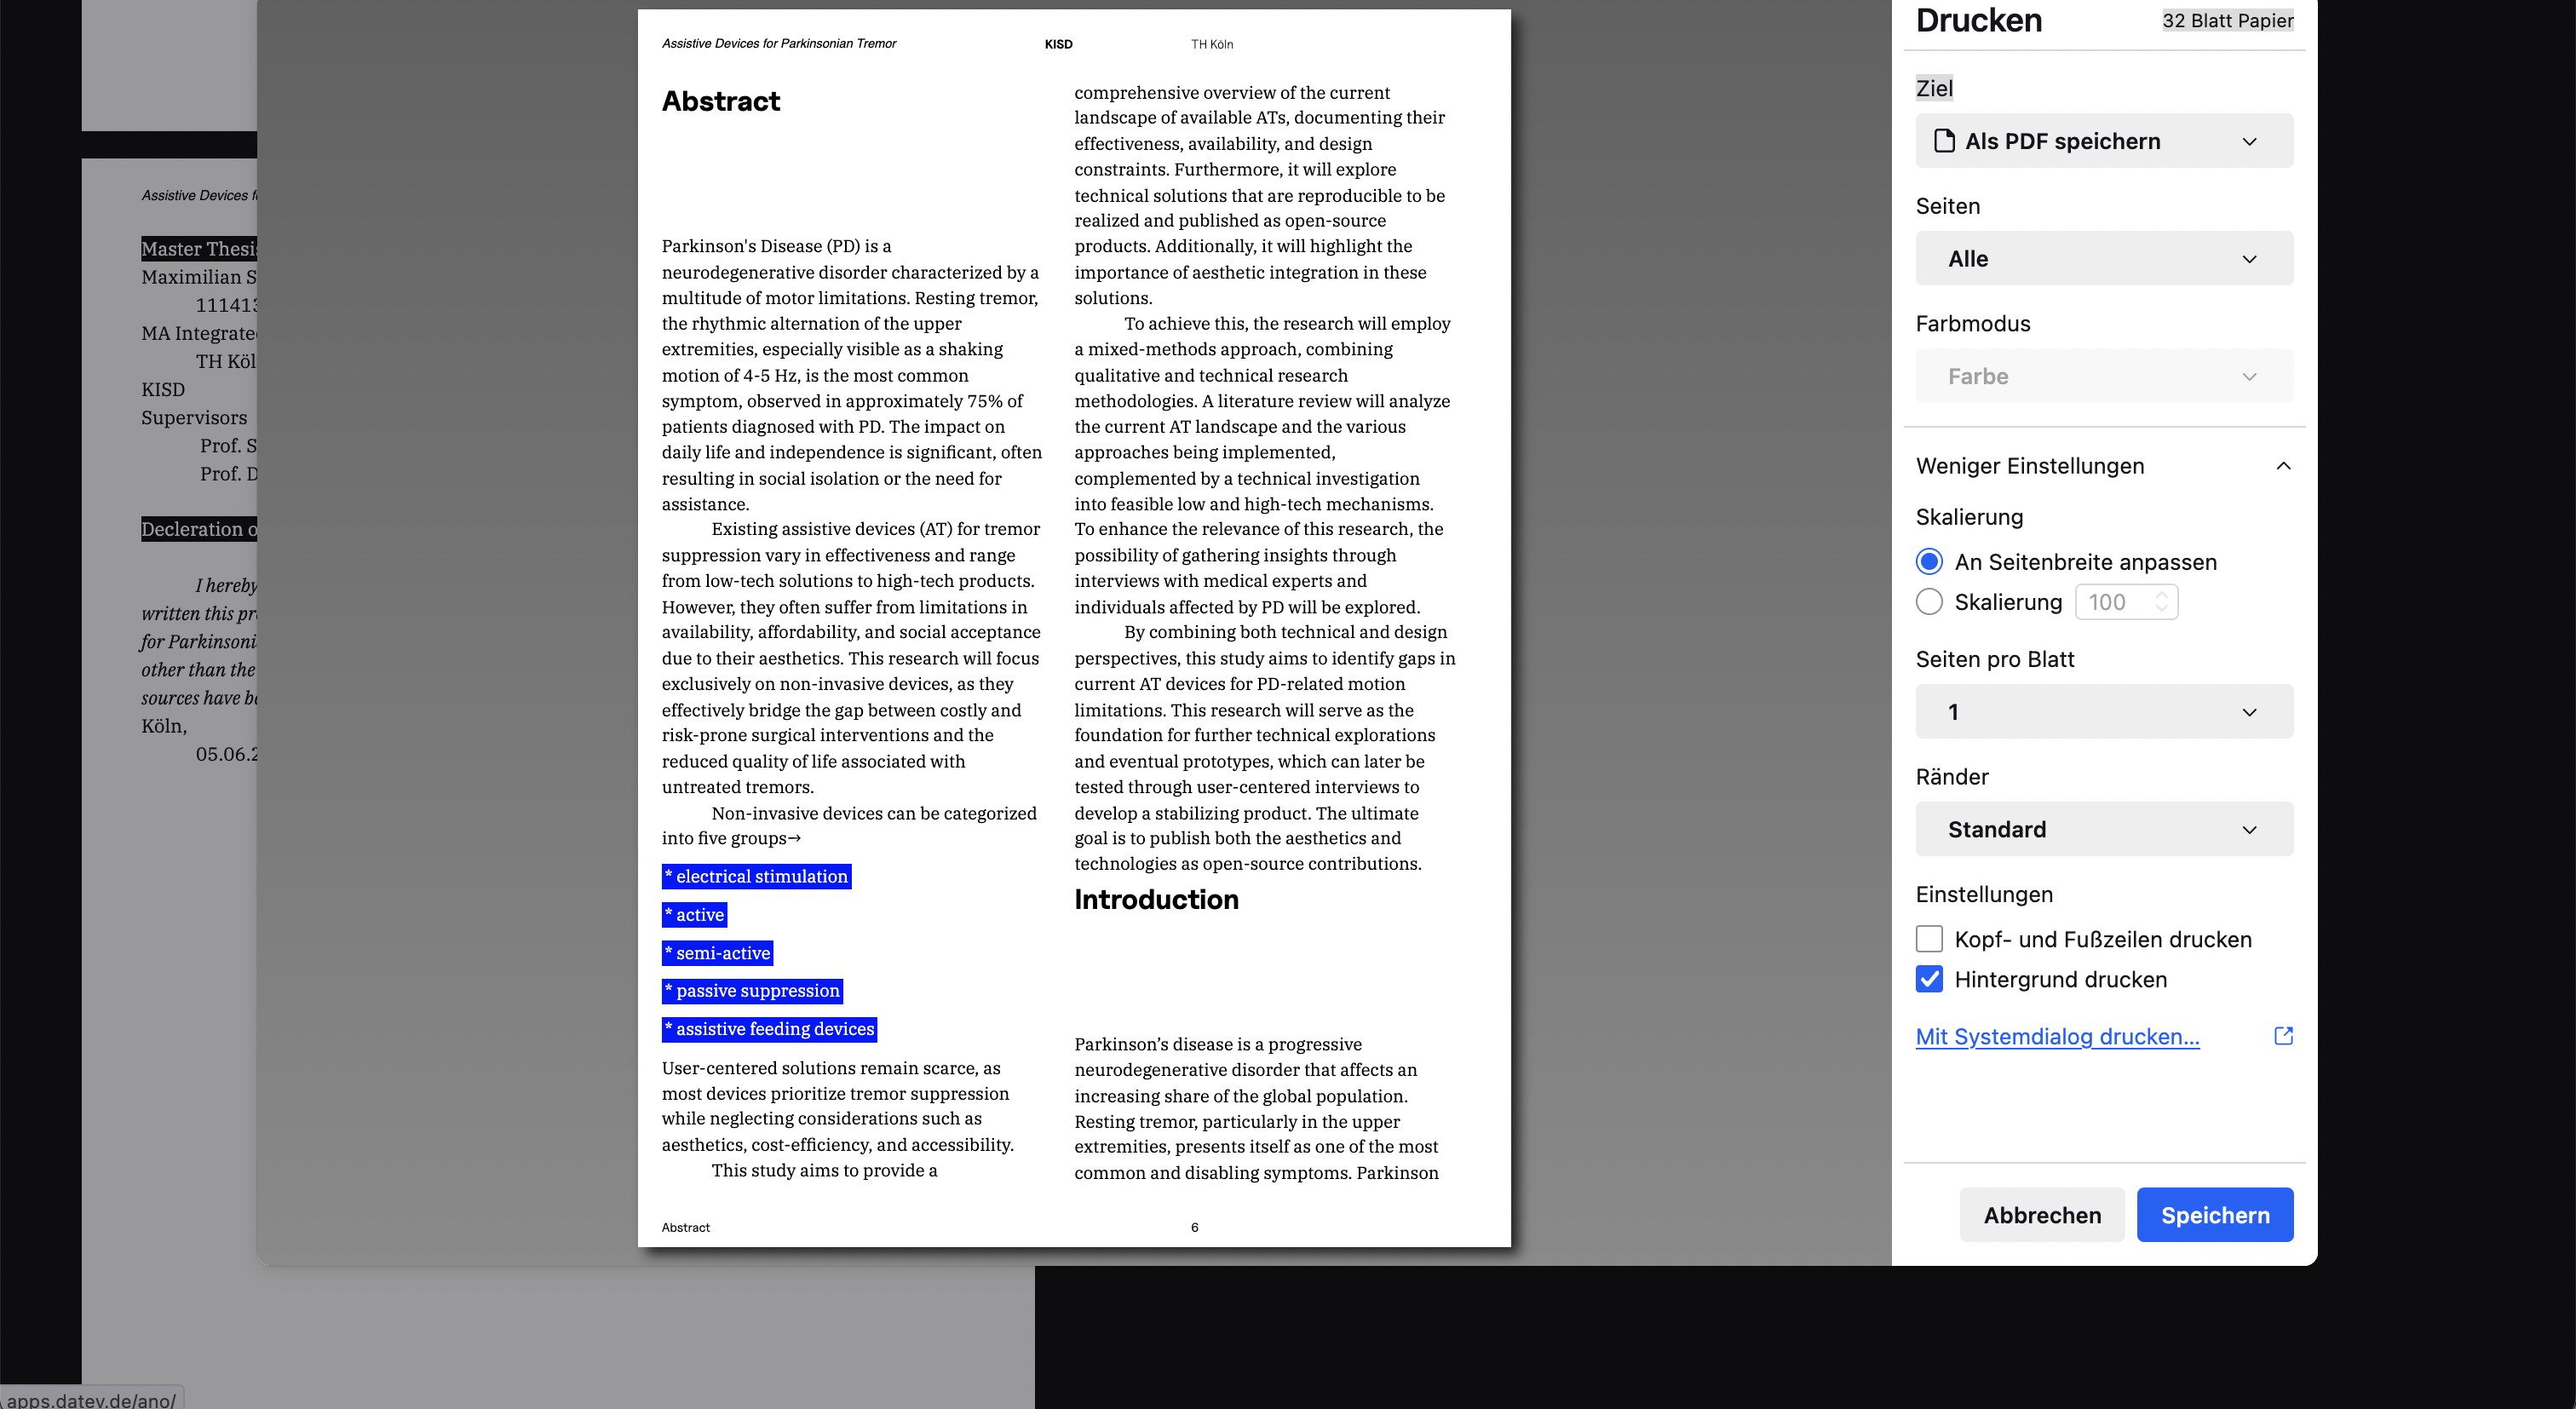 Assistive Devices f
Master Thesis
Maximilian S
MA Integrate
TH Köl
KISD
Supervisors
Prof. S
Prof. D
Decleration o
I hereby
written this pr
for Parkinsoni
other than the
sources have be
Köln,
05.06.2
apps.datev.de/ano/
Assistive Devices for Parkinsonian Tremor
KISD
TH Köln
Abstract
Parkinson's Disease (PD) is a
neurodegenerative disorder characterized by a
multitude of motor limitations. Resting tremor,
the rhythmic alternation of the upper
extremities, especially visible as a shaking
motion of 4-5 Hz, is the most common
symptom, observed in approximately 75% of
patients diagnosed with PD. The impact on
daily life and independence is significant, often
resulting in social isolation or the need for
assistance.
Existing assistive devices (AT) for tremor
suppression vary in effectiveness and range
from low-tech solutions to high-tech products.
However, they often suffer from limitations in
availability, affordability, and social acceptance
due to their aesthetics. This research will focus
exclusively on non-invasive devices, as they
effectively bridge the gap between costly and
risk-prone surgical interventions and the
reduced quality of life associated with
untreated tremors.
Non-invasive devices can be categorized
into five groups→
* electrical stimulation
* active
* semi-active
* passive suppression
* assistive feeding devices
User-centered solutions remain scarce, as
most devices prioritize tremor suppression
while neglecting considerations such as
aesthetics, cost-efficiency, and accessibility.
This study aims to provide a
comprehensive overview of the current
landscape of available ATs, documenting their
effectiveness, availability, and design
constraints. Furthermore, it will explore
technical solutions that are reproducible to be
realized and published as open-source
products. Additionally, it will highlight the
importance of aesthetic integration in these
solutions.
To achieve this, the research will employ
a mixed-methods approach, combining
qualitative and technical research
methodologies. A literature review will analyze
the current AT landscape and the various
approaches being implemented,
complemented by a technical investigation
into feasible low and high-tech mechanisms.
To enhance the relevance of this research, the
possibility of gathering insights through
interviews with medical experts and
individuals affected by PD will be explored.
By combining both technical and design
perspectives, this study aims to identify gaps in
current AT devices for PD-related motion
limitations. This research will serve as the
foundation for further technical explorations
and eventual prototypes, which can later be
tested through user-centered interviews to
develop a stabilizing product. The ultimate
goal is to publish both the aesthetics and
technologies as open-source contributions.
Introduction
Parkinson’s disease is a progressive
neurodegenerative disorder that affects an
increasing share of the global population.
Resting tremor, particularly in the upper
extremities, presents itself as one of the most
common and disabling symptoms. Parkinson
Abstract
6
Drucken
32 Blatt Papier
Ziel
Als PDF speichern
Seiten
Alle
Farbmodus
Farbe
Weniger Einstellungen
Skalierung
An Seitenbreite anpassen
Skalierung 100
Seiten pro Blatt
1
Ränder
Standard
Einstellungen
Kopf- und Fußzeilen drucken
Hintergrund drucken
Mit Systemdialog drucken...
Abbrechen
Speichern